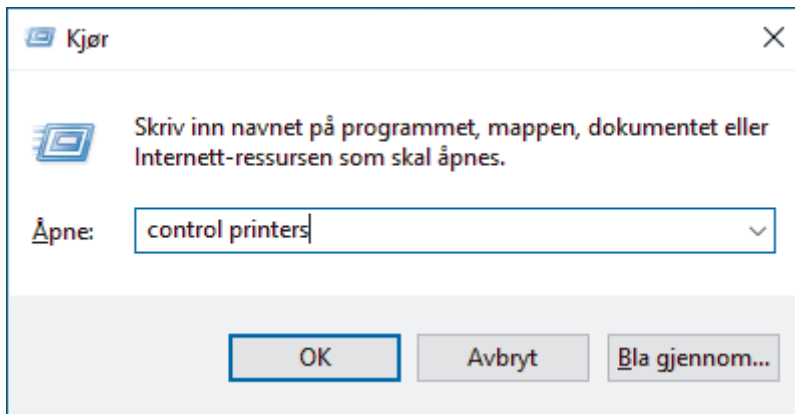 Kjør
Skriv inn navnet på programmet, mappen, dokumentet eller
Internett-ressursen som skal åpnes.
Åpne: control printers
OK Avbryt Bla gjennom...